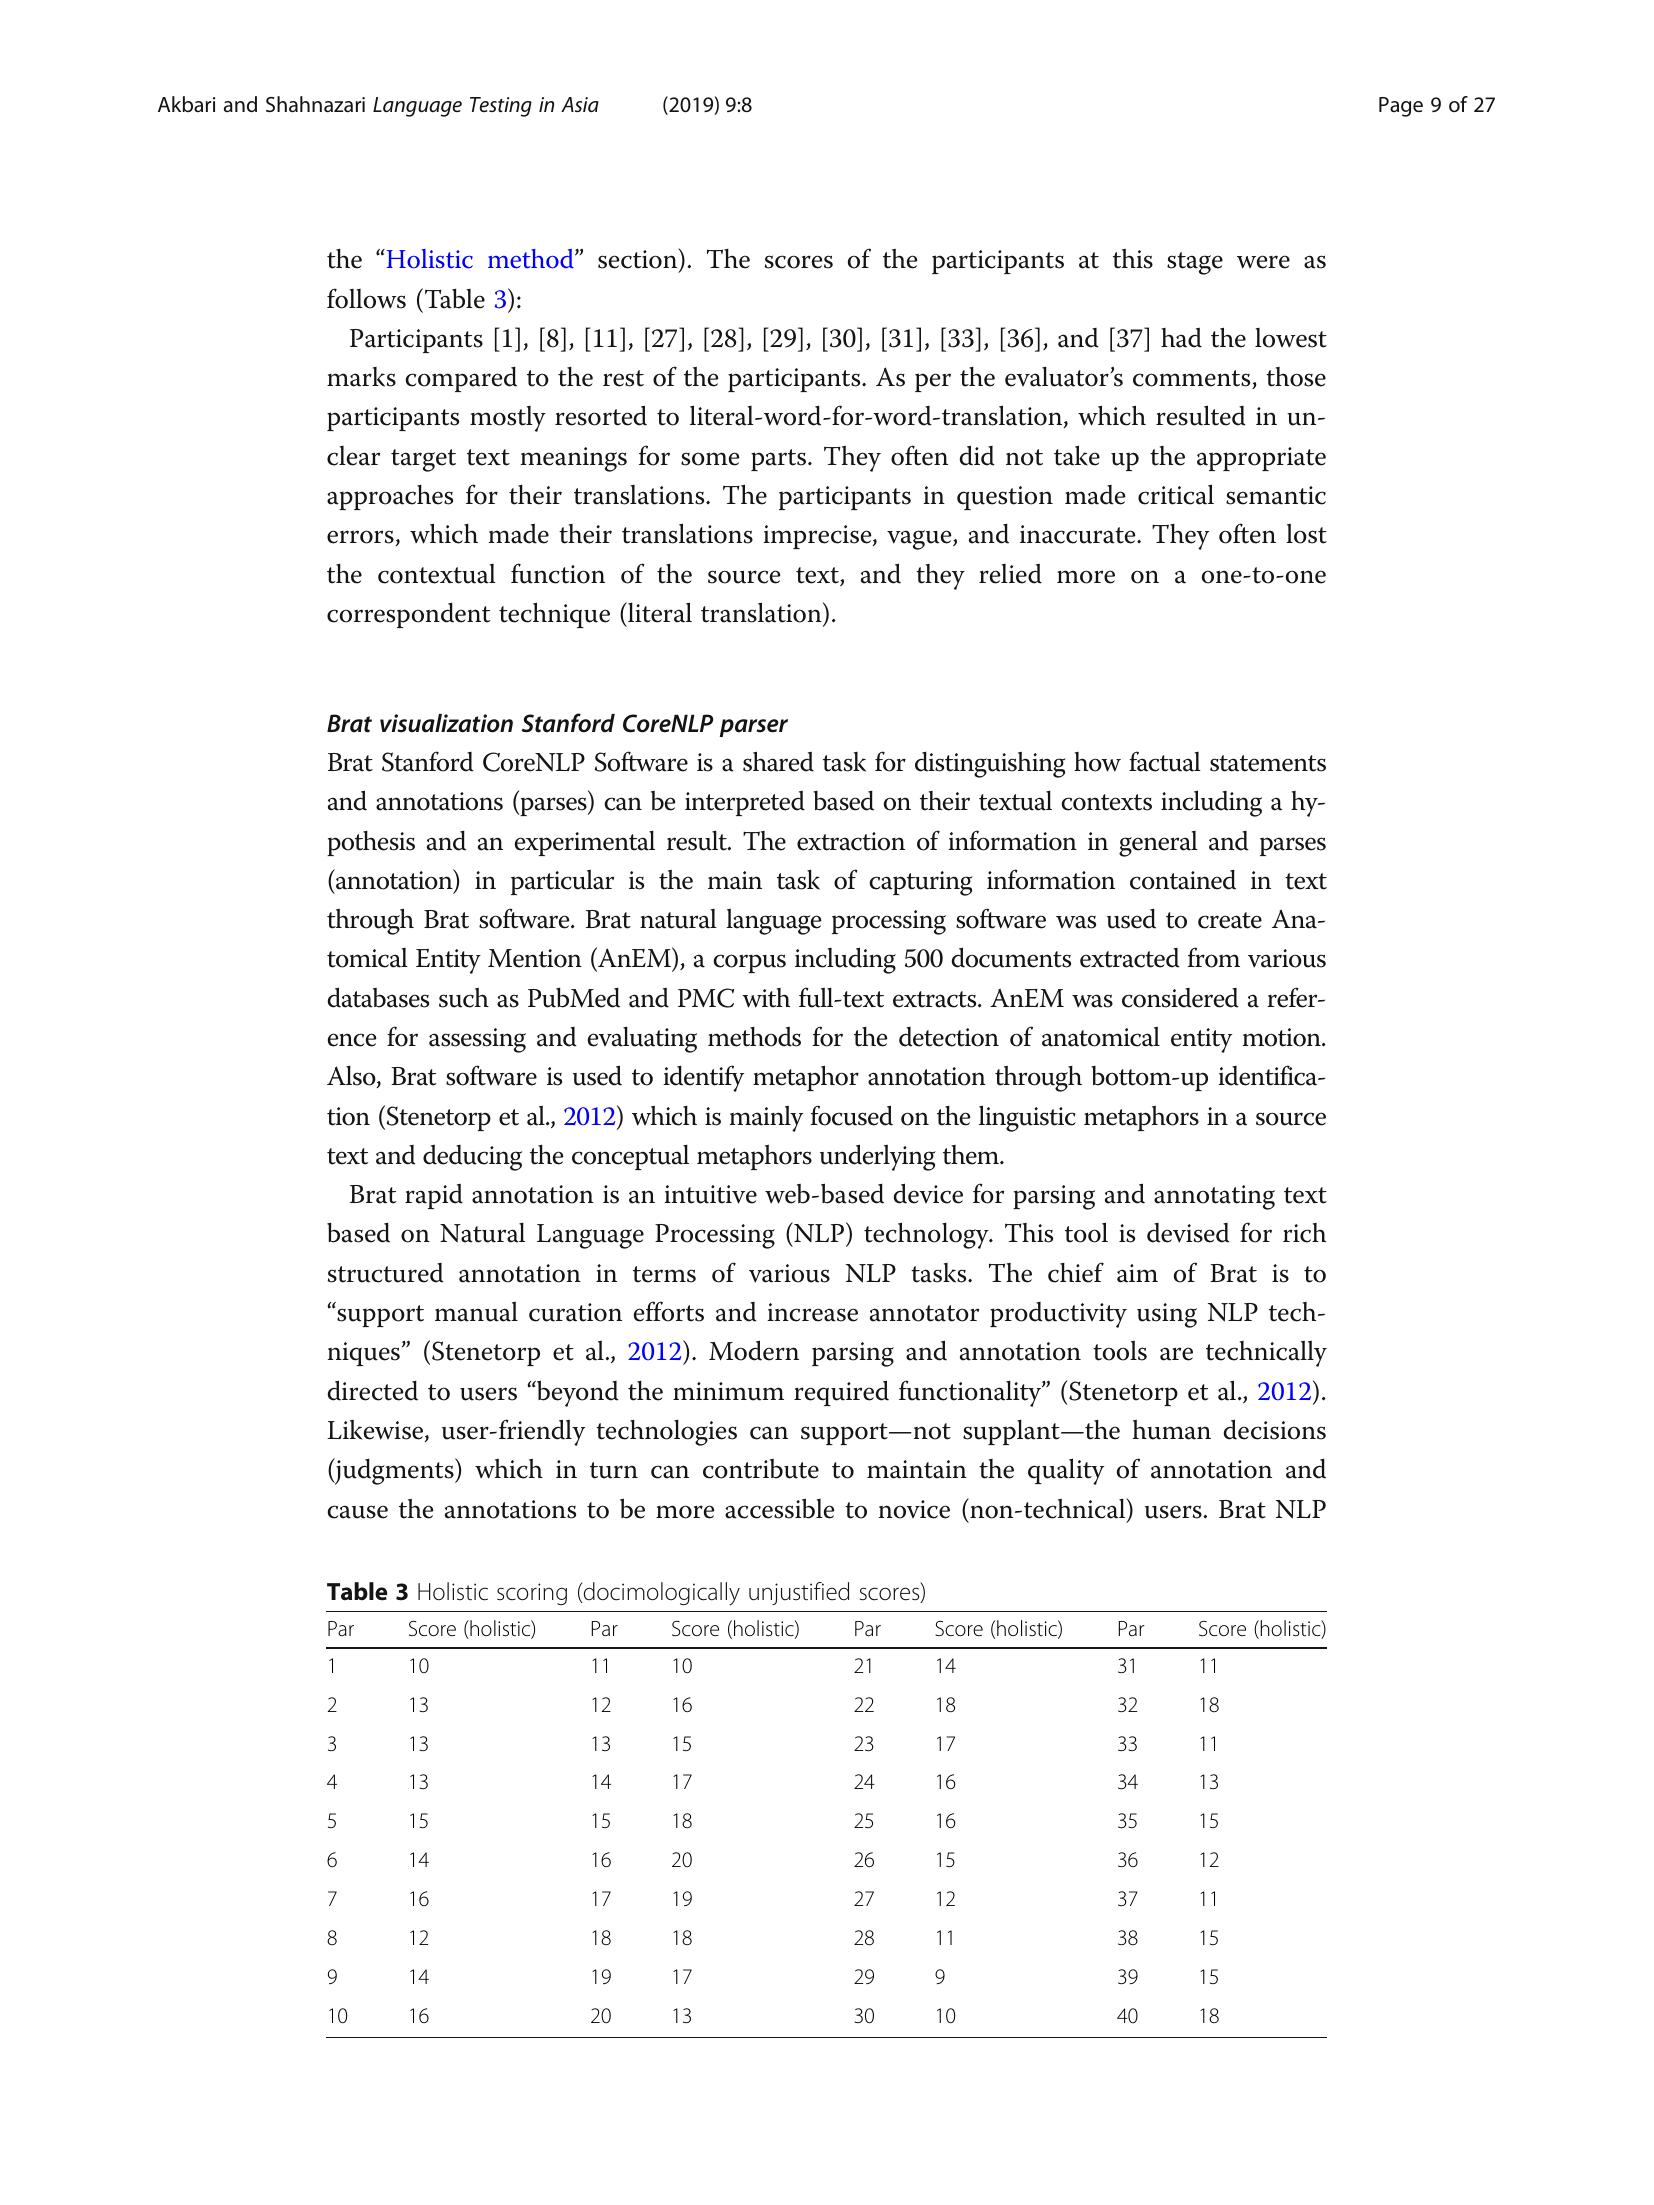 Akbari and Shahnazari Language Testing in Asia (2019) 9:8 Page 9 of 27
the “Holistic method” section). The scores of the participants at this stage were as
follows (Table 3):
Participants [1], [8], [11], [27], [28], [29], [30], [31], [33], [36], and [37] had the lowest
marks compared to the rest of the participants. As per the evaluator’s comments, those
participants mostly resorted to literal-word-for-word-translation, which resulted in un-
clear target text meanings for some parts. They often did not take up the appropriate
approaches for their translations. The participants in question made critical semantic
errors, which made their translations imprecise, vague, and inaccurate. They often lost
the contextual function of the source text, and they relied more on a one-to-one
correspondent technique (literal translation).
Brat visualization Stanford CoreNLP parser
Brat Stanford CoreNLP Software is a shared task for distinguishing how factual statements
and annotations (parses) can be interpreted based on their textual contexts including a hy-
pothesis and an experimental result. The extraction of information in general and parses
(annotation) in particular is the main task of capturing information contained in text
through Brat software. Brat natural language processing software was used to create Ana-
tomical Entity Mention (AnEM), a corpus including 500 documents extracted from various
databases such as PubMed and PMC with full-text extracts. AnEM was considered a refer-
ence for assessing and evaluating methods for the detection of anatomical entity motion.
Also, Brat software is used to identify metaphor annotation through bottom-up identifica-
tion (Stenetorp et al., 2012) which is mainly focused on the linguistic metaphors in a source
text and deducing the conceptual metaphors underlying them.
Brat rapid annotation is an intuitive web-based device for parsing and annotating text
based on Natural Language Processing (NLP) technology. This tool is devised for rich
structured annotation in terms of various NLP tasks. The chief aim of Brat is to
“support manual curation efforts and increase annotator productivity using NLP tech-
niques” (Stenetorp et al., 2012). Modern parsing and annotation tools are technically
directed to users “beyond the minimum required functionality” (Stenetorp et al., 2012).
Likewise, user-friendly technologies can support—not supplant—the human decisions
(judgments) which in turn can contribute to maintain the quality of annotation and
cause the annotations to be more accessible to novice (non-technical) users. Brat NLP
Table 3 Holistic scoring (docimologically unjustified scores)
Par Score (holistic) Par Score (holistic) Par Score (holistic) Par Score (holistic)
1 10 11 10 21 14 31 11
2 13 12 16 22 18 32 18
3 13 13 15 23 17 33 11
4 13 14 17 24 16 34 13
5 15 15 18 25 16 35 15
6 14 16 20 26 15 36 12
7 16 17 19 27 12 37 11
8 12 18 18 28 11 38 15
9 14 19 17 29 9 39 15
10 16 20 13 30 10 40 18